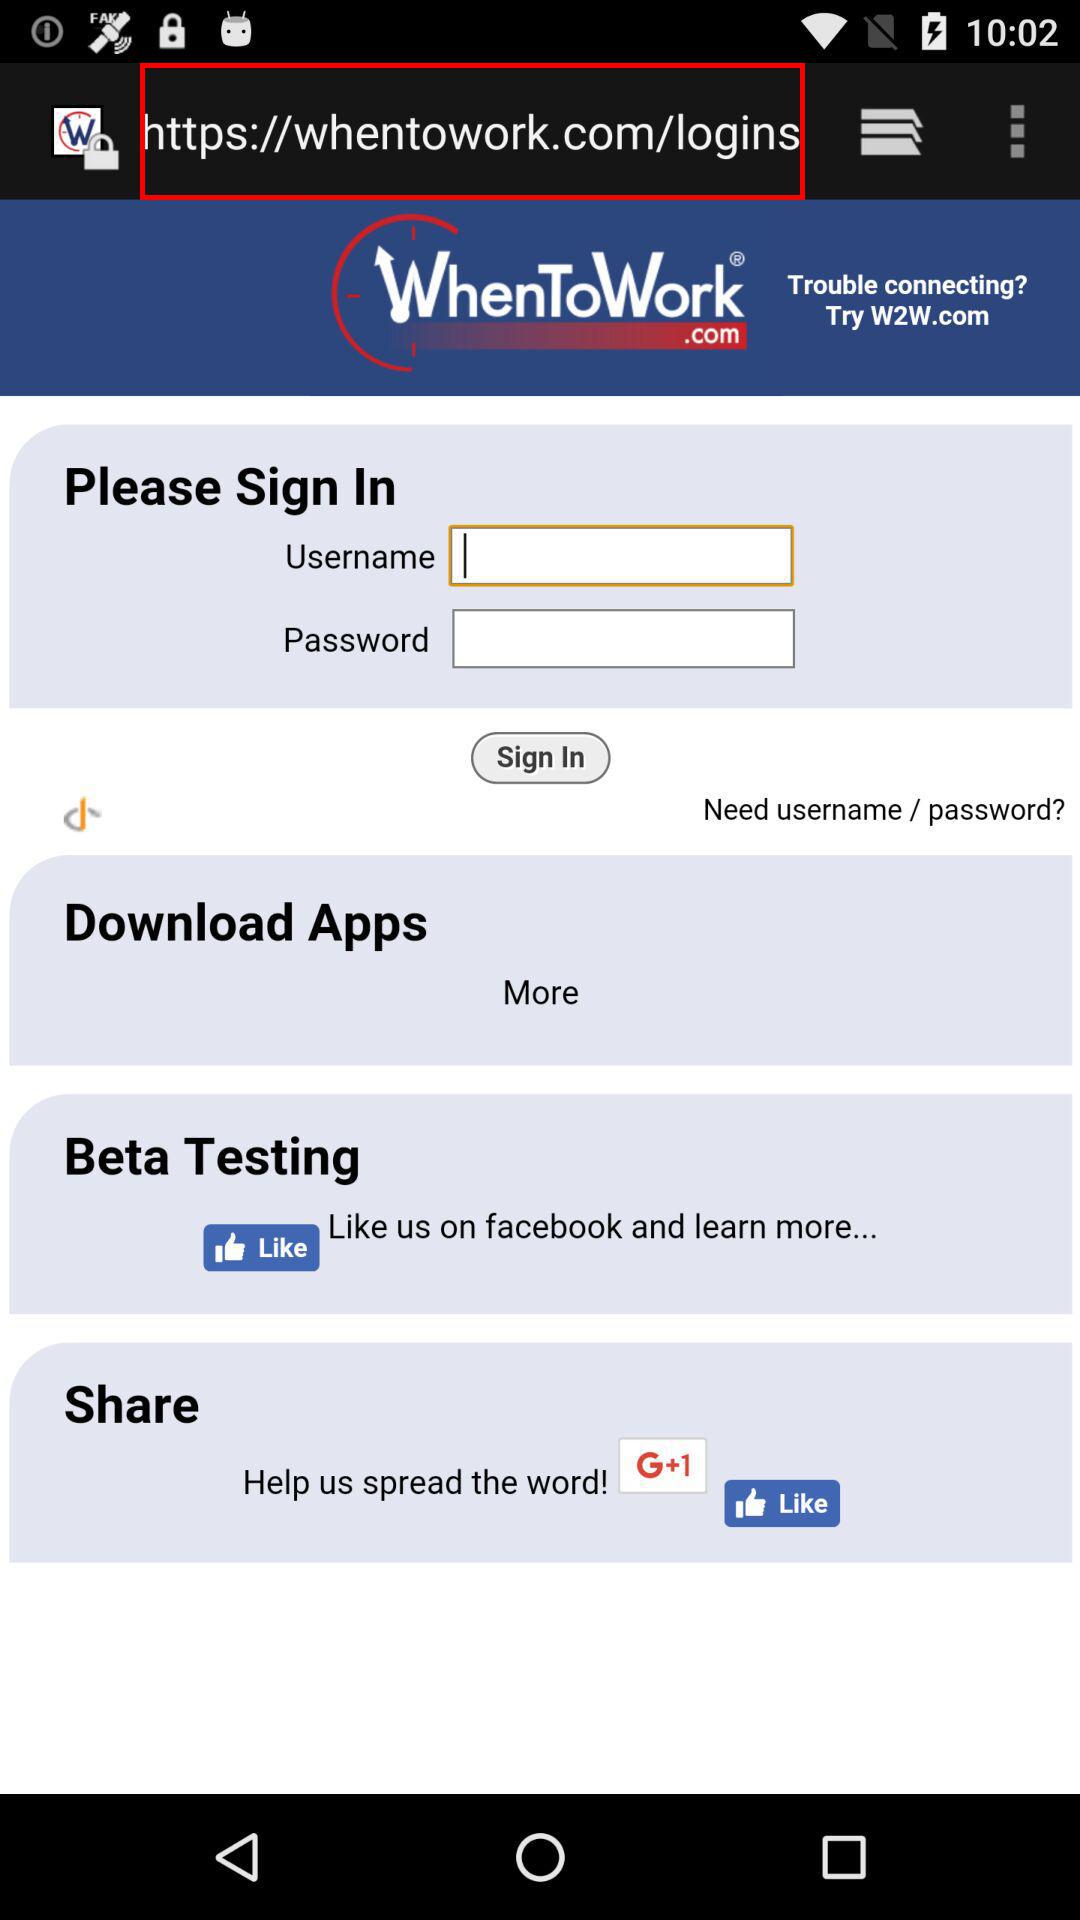 FAK
10:02
https://whentowork.com/logins
WhenToWork®
.com
Trouble connecting?
Try W2W.com
Please Sign In
Username
Password
Sign In
Need username / password?
Download Apps
More
Beta Testing
Like
Like us on facebook and learn more...
Share
Help us spread the word!
G+1
Like